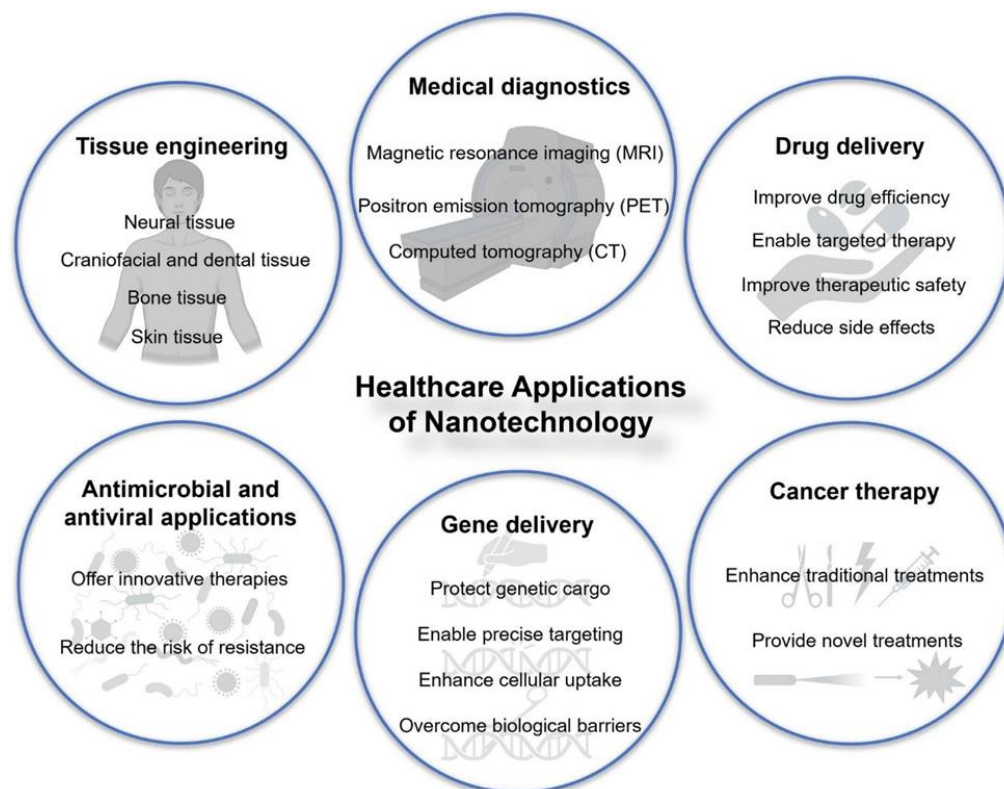 Medical diagnostics
Magnetic resonance imaging (MRI)
Positron emission tomography (PET)
Computed tomography (CT)
Tissue engineering
Neural tissue
Craniofacial and dental tissue
Bone tissue
Skin tissue
Drug delivery
Improve drug efficiency
Enable targeted therapy
Improve therapeutic safety
Reduce side effects
Healthcare Applications
of Nanotechnology
Antimicrobial and
antiviral applications
Offer innovative therapies
Reduce the risk of resistance
Gene delivery
Protect genetic cargo
Enable precise targeting
Enhance cellular uptake
Overcome biological barriers
Cancer therapy
Enhance traditional treatments
Provide novel treatments